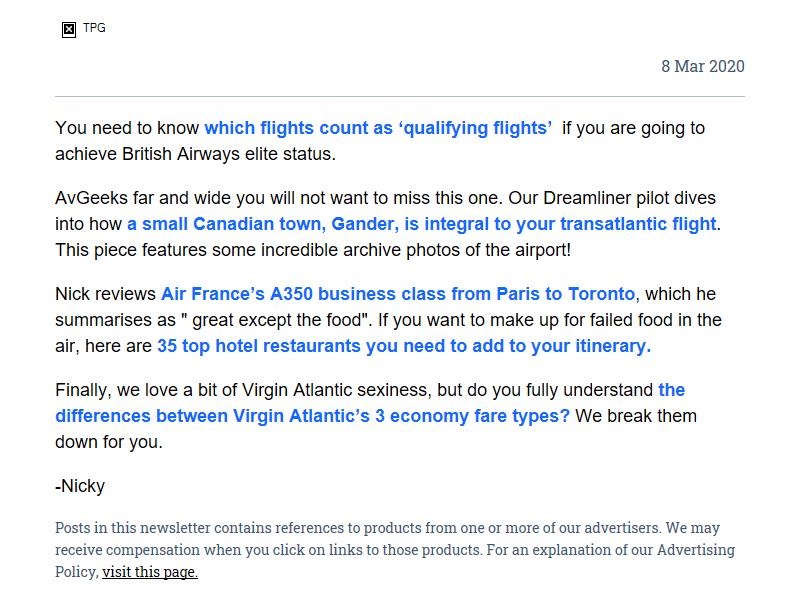 TPG
8 Mar 2020
You need to know which flights count as ‘qualifying flights’  if you are going to
achieve British Airways elite status.
AvGeeks far and wide you will not want to miss this one. Our Dreamliner pilot dives
into how a small Canadian town, Gander, is integral to your transatlantic flight.
This piece features some incredible archive photos of the airport!
Nick reviews Air France’s A350 business class from Paris to Toronto, which he
summarises as " great except the food". If you want to make up for failed food in the
air, here are 35 top hotel restaurants you need to add to your itinerary.
Finally, we love a bit of Virgin Atlantic sexiness, but do you fully understand the
differences between Virgin Atlantic’s 3 economy fare types? We break them
down for you.
-Nicky
Posts in this newsletter contains references to products from one or more of our advertisers. We may
receive compensation when you click on links to those products. For an explanation of our Advertising
Policy, visit this page.